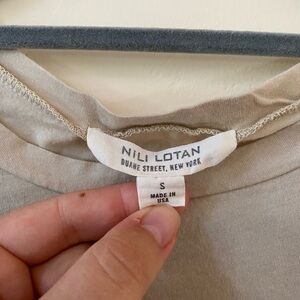 NILI LOTAN
DUANE STREET, NEW YORK
S
MADE IN
USA